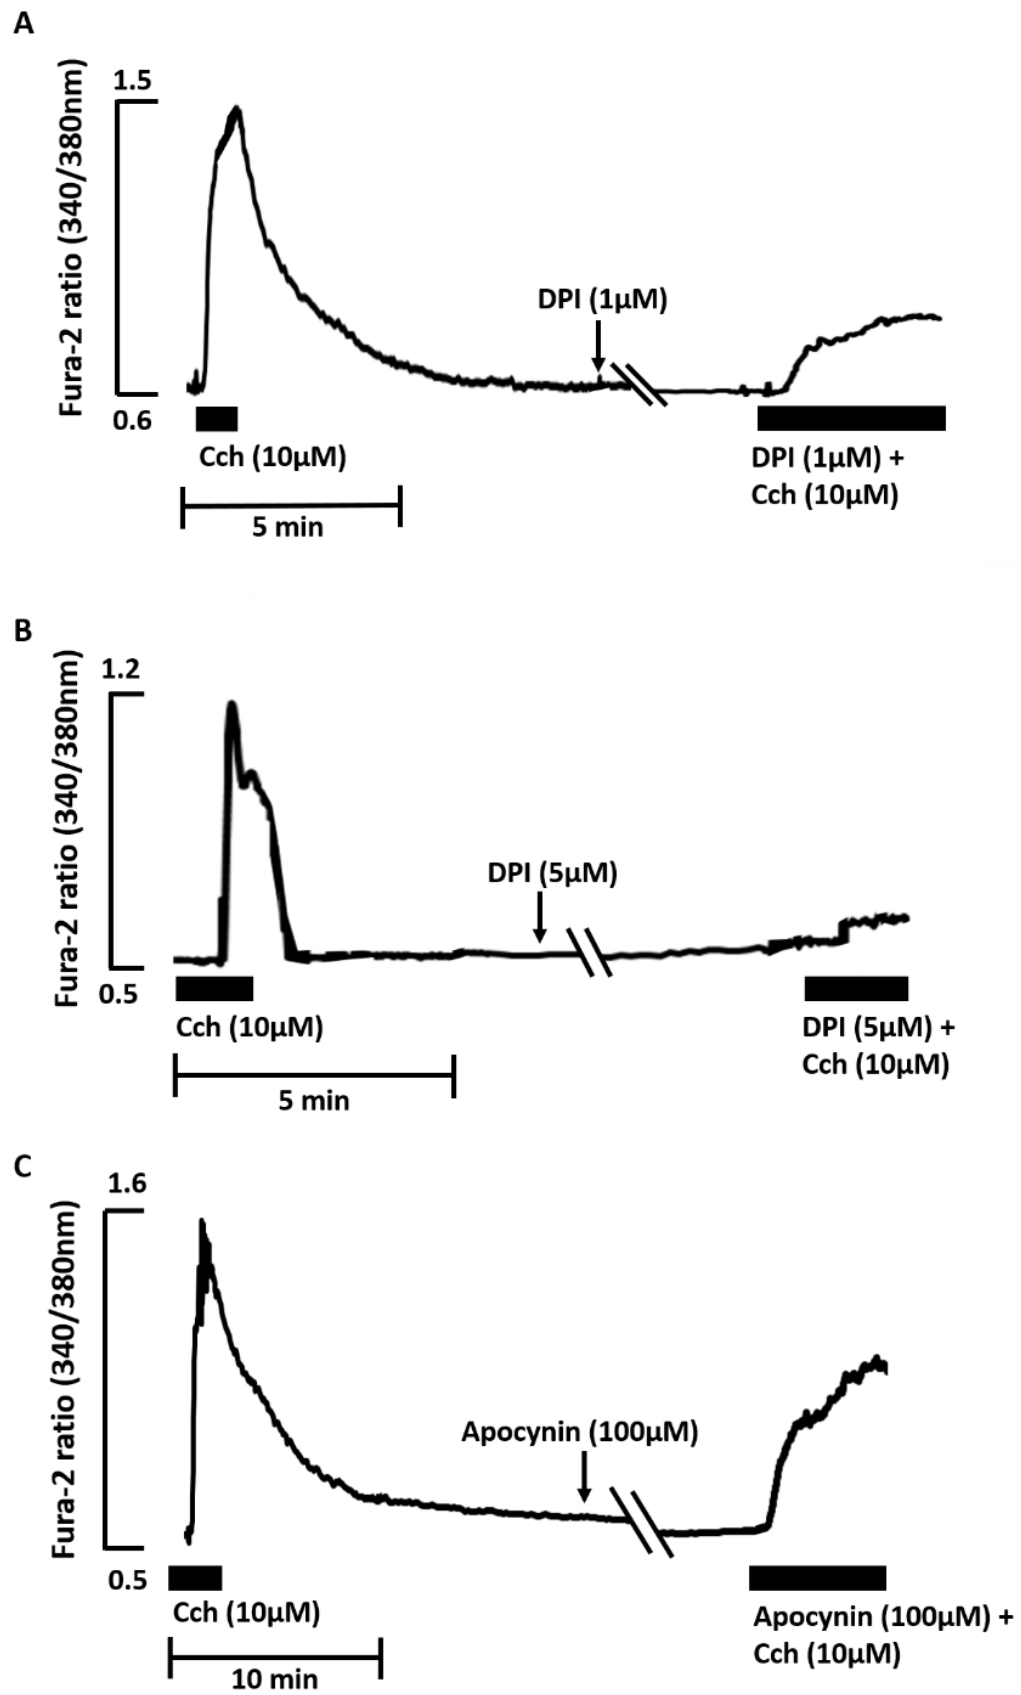 A
Fura-2 ratio (340/380nm)
1.5
0.6
DPI (1µM)
Cch (10µM)
DPI (1µM) +
Cch (10µM)
5 min
B
Fura-2 ratio (340/380nm)
1.2
0.5
DPI (5µM)
Cch (10µM)
DPI (5µM) +
Cch (10µM)
5 min
C
Fura-2 ratio (340/380nm)
1.6
0.5
Apocynin (100µM)
Cch (10µM)
Apocynin (100µM) +
Cch (10µM)
10 min